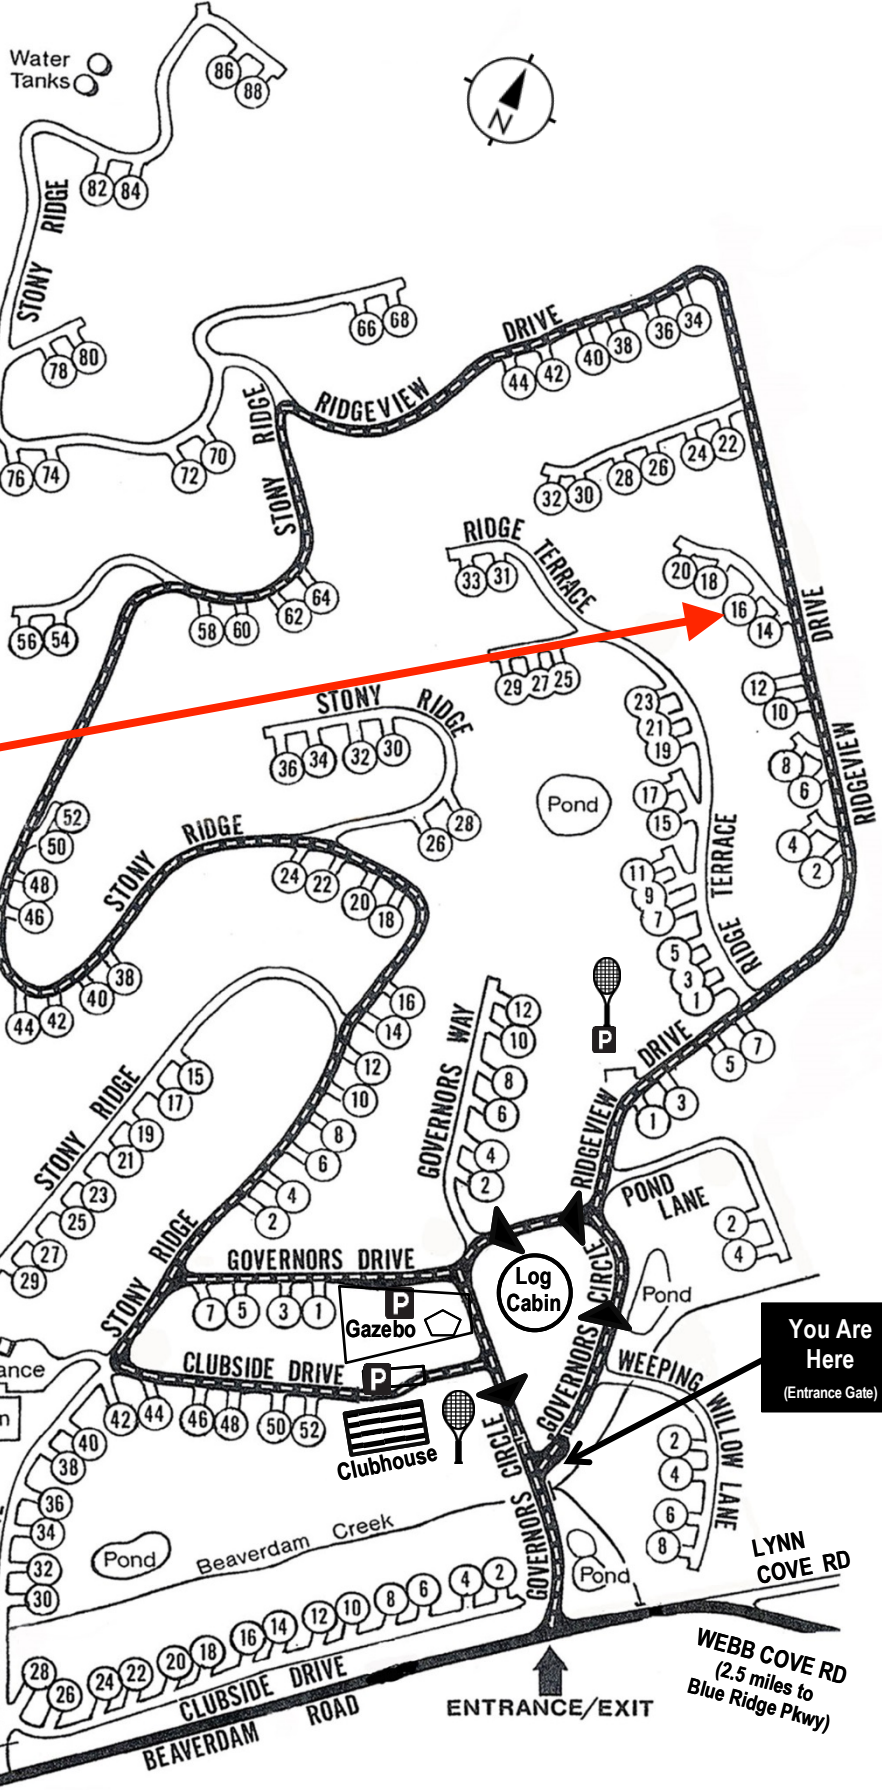 Water
Tanks
86
88
N
82
84
STONY RIDGE
78
80
66
68
DRIVE
34
36
38
40
42
44
RIDGEVIEW
RIDGE
STONY
76
74
72
70
22
24
26
28
30
32
RIDGE
TERRACE
33
31
20
18
16
14
DRIVE
56
54
58
60
62
64
29
27
25
12
10
STONY RIDGE
36
34
32
30
23
21
19
8
6
RIDGEVIEW
Pond
17
15
28
26
52
50
48
46
STONY RIDGE
24
22
20
18
4
2
TERRACE
RIDGE
11
9
7
5
3
1
44
42
40
38
16
14
12
10
8
6
4
2
GOVERNORS WAY
12
10
8
6
4
2
P
DRIVE
RIDGEVIEW
7
5
3
1
STONY RIDGE
15
17
19
21
23
25
27
29
POND
LANE
2
4
STONY RIDGE
GOVERNORS DRIVE
7
5
3
1
P
Gazebo
Log
Cabin
GOVERNORS CIRCLE
Pond
You Are
Here
(Entrance Gate)
ance
n
CLUBSIDE DRIVE
P
42
44
46
48
50
52
Clubhouse
GOVERNORS CIRCLE
WEEPING WILLOW LANE
2
4
6
8
40
38
36
34
32
30
Pond
Beaverdam Creek
Pond
LYNN
COVE RD
28
26
24
22
20
18
16
14
12
10
8
6
4
2
CLUBSIDE DRIVE
BEAVERDAM ROAD
ENTRANCE/EXIT
WEBB COVE RD
(2.5 miles to
Blue Ridge Pkwy)